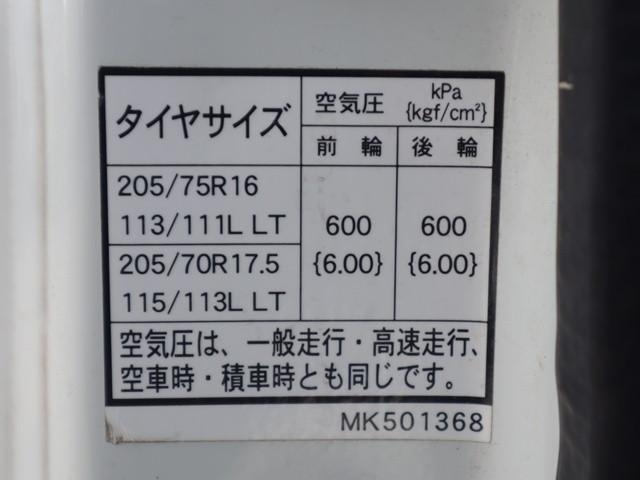 タイヤサイズ
空気圧 kPa {kgf/cm²}
前輪 後輪
205/75R16
113/111L LT
600 600
205/70R17.5
{6.00} {6.00}
115/113L LT
空気圧は、一般走行・高速走行、
空車時・積車時とも同じです。
MK501368